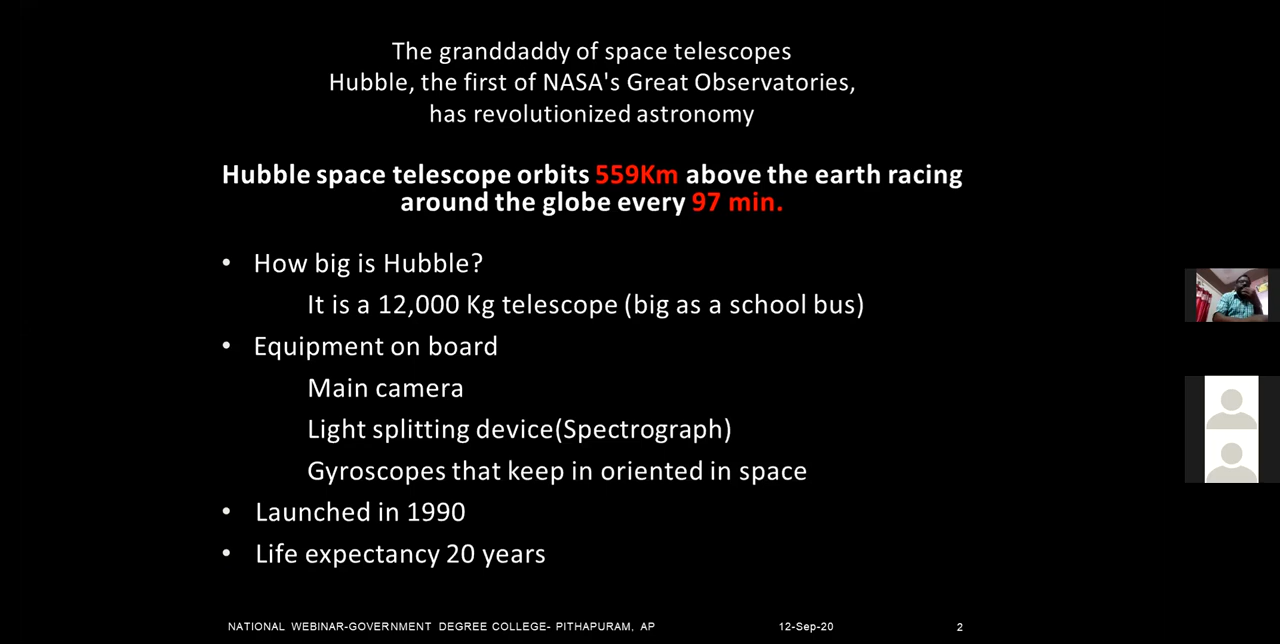 The granddaddy of space telescopes
Hubble, the first of NASA's Great Observatories,
has revolutionized astronomy
Hubble space telescope orbits 559Km above the earth racing
around the globe every 97 min.
• How big is Hubble?
It is a 12,000 Kg telescope (big as a school bus)
• Equipment on board
Main camera
Light splitting device(Spectrograph)
Gyroscopes that keep in oriented in space
• Launched in 1990
• Life expectancy 20 years
NATIONAL WEBINAR-GOVERNMENT DEGREE COLLEGE- PITHAPURAM, AP 12-Sep-20 2